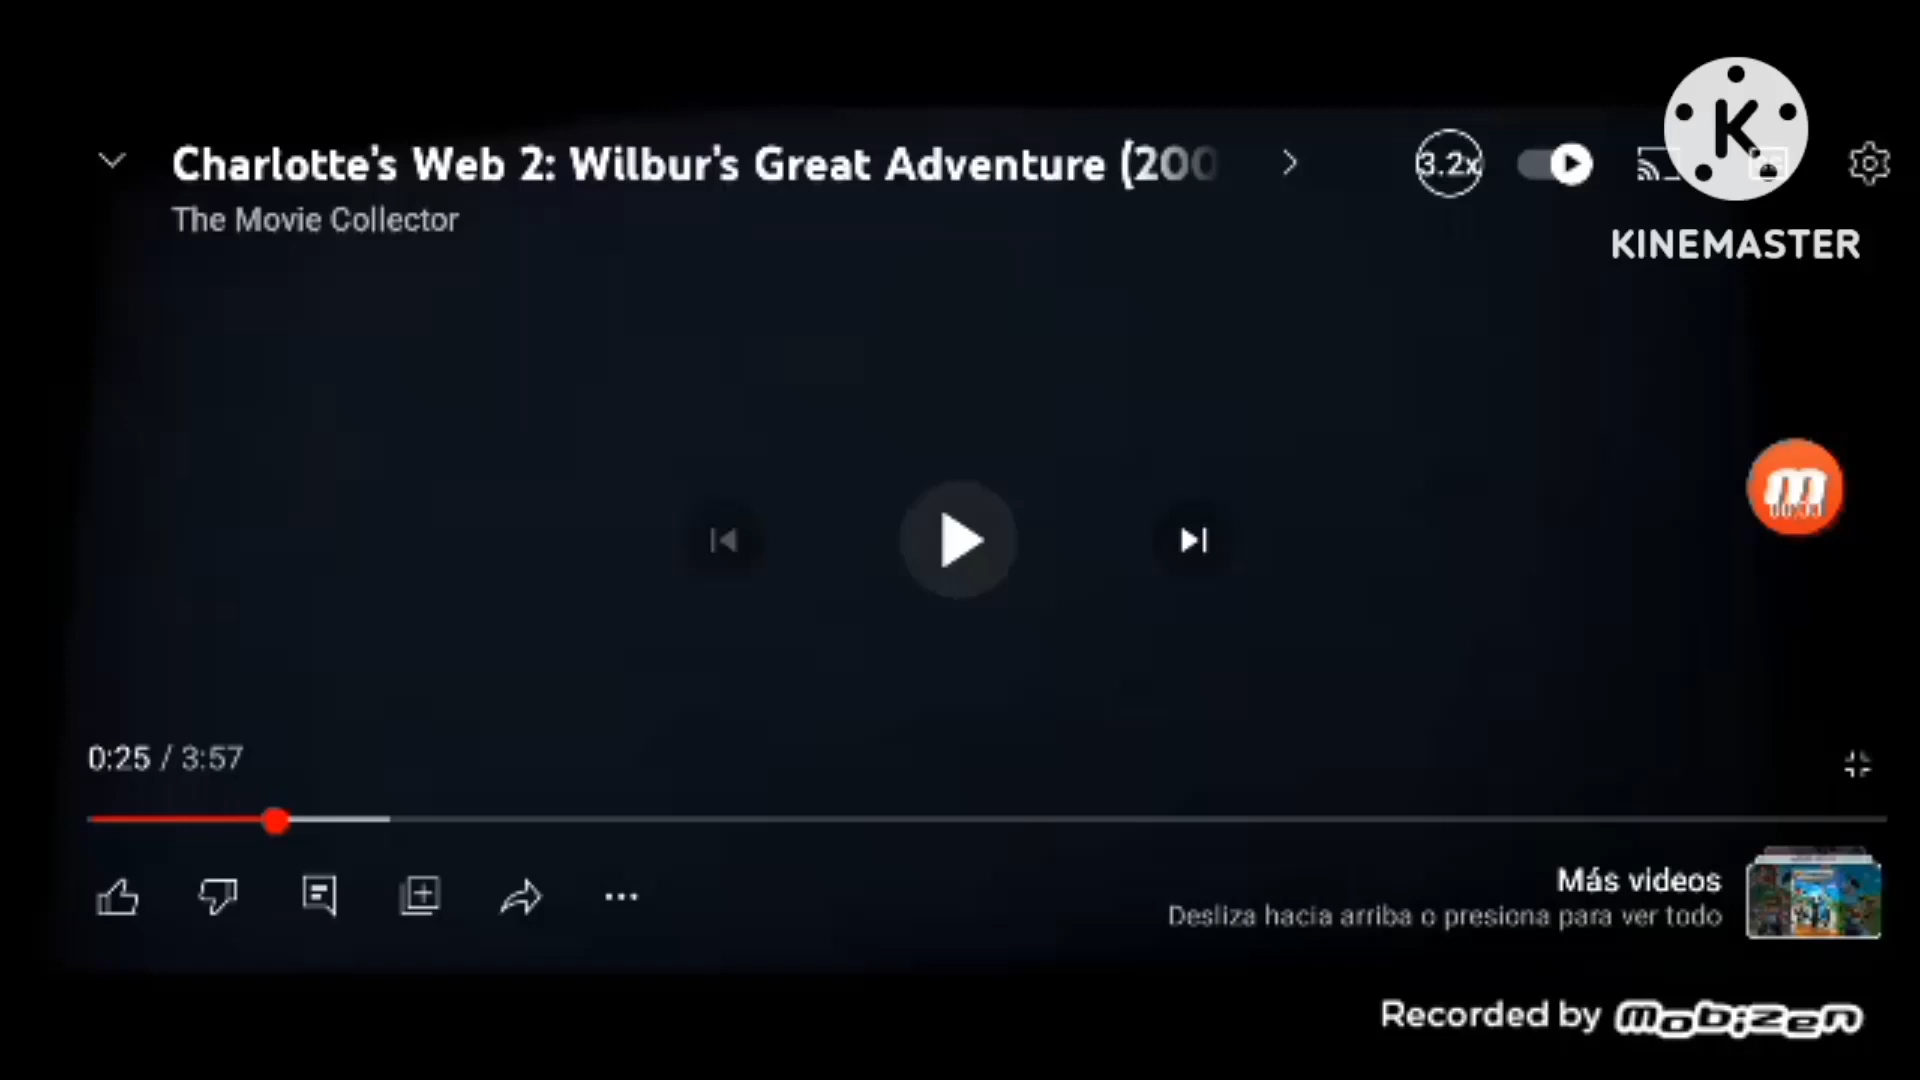 Charlotte's Web 2: Wilbur's Great Adventure (200
The Movie Collector
3.2x
K
KINEMASTER
m
0:25 / 3:57
Más videos
Desliza hacia arriba o presiona para ver todo
Recorded by mobizen